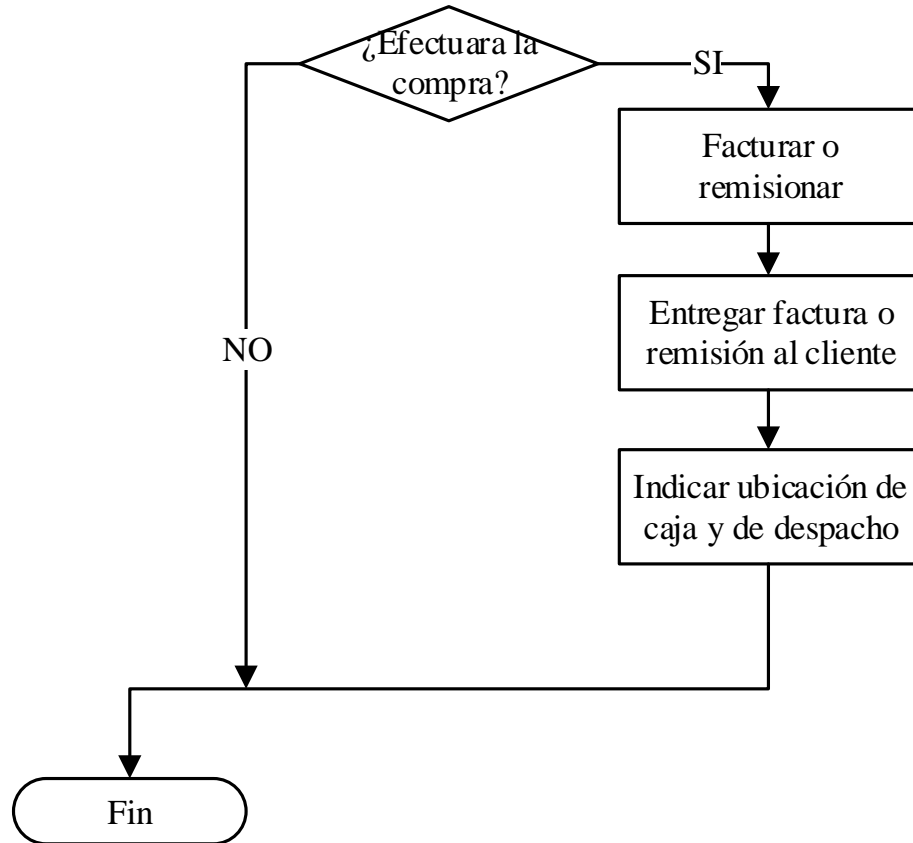 ¿Efectuara la
compra?
SI
Facturar o
remisionar
Entregar factura o
remisión al cliente
NO
Indicar ubicación de
caja y de despacho
Fin